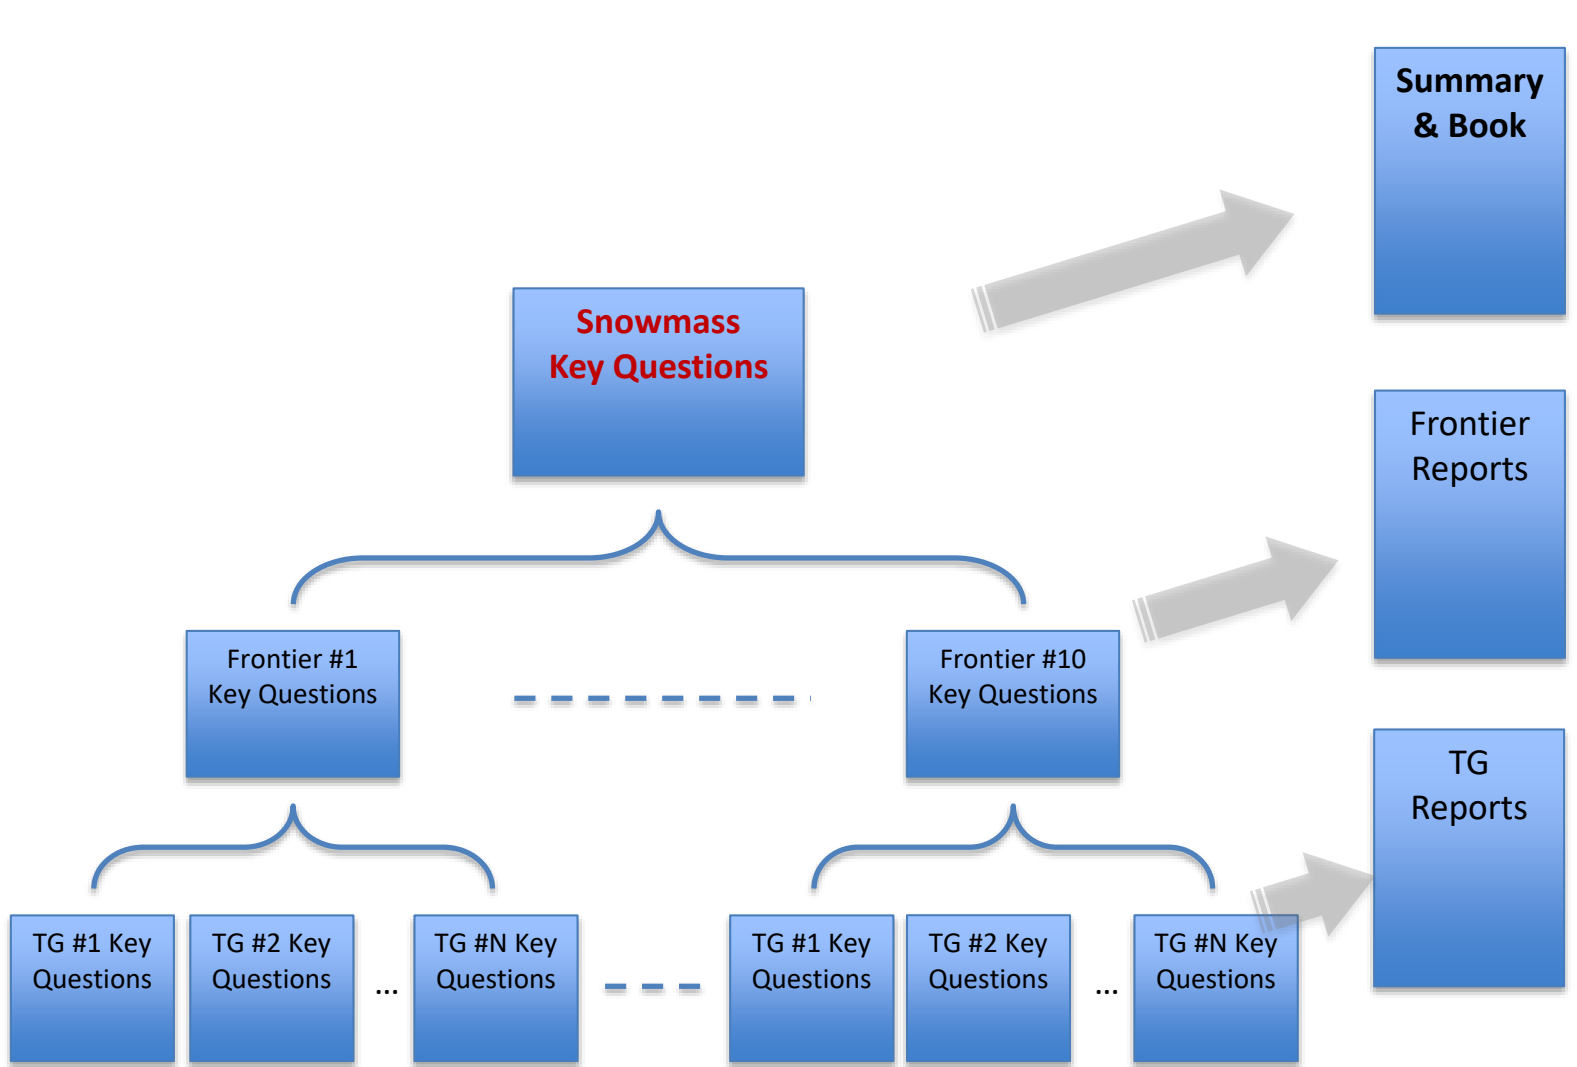 Summary
& Book
Snowmass
Key Questions
Frontier
Reports
Frontier #1
Key Questions
Frontier #10
Key Questions
TG
Reports
TG #1 Key
Questions
TG #2 Key
Questions
...
TG #N Key
Questions
TG #1 Key
Questions
TG #2 Key
Questions
...
TG #N Key
Questions